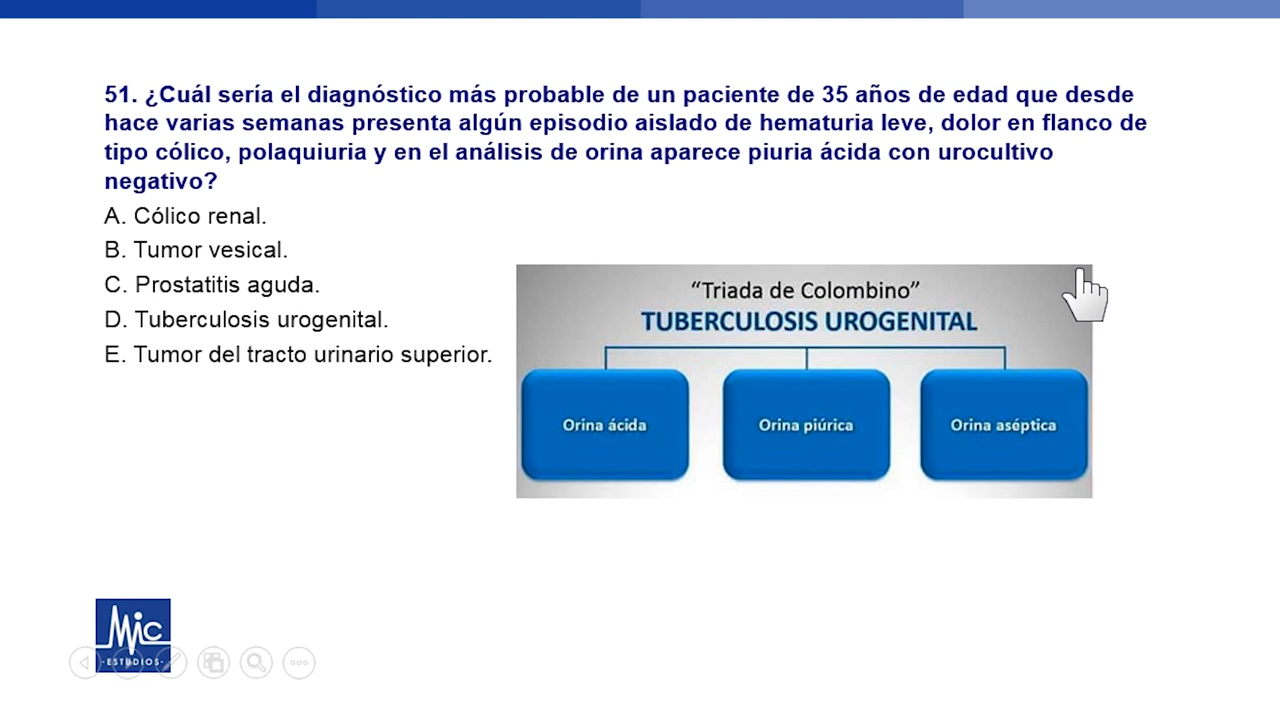 51. ¿Cuál sería el diagnóstico más probable de un paciente de 35 años de edad que desde
hace varias semanas presenta algún episodio aislado de hematuria leve, dolor en flanco de
tipo cólico, polaquiuria y en el análisis de orina aparece piuria ácida con urocultivo
negativo?
A. Cólico renal.
B. Tumor vesical.
C. Prostatitis aguda.
D. Tuberculosis urogenital.
E. Tumor del tracto urinario superior.
“Triada de Colombino”
TUBERCULOSIS UROGENITAL
Orina ácida
Orina piúrica
Orina aséptica
Mic
-ESTUDIOS-